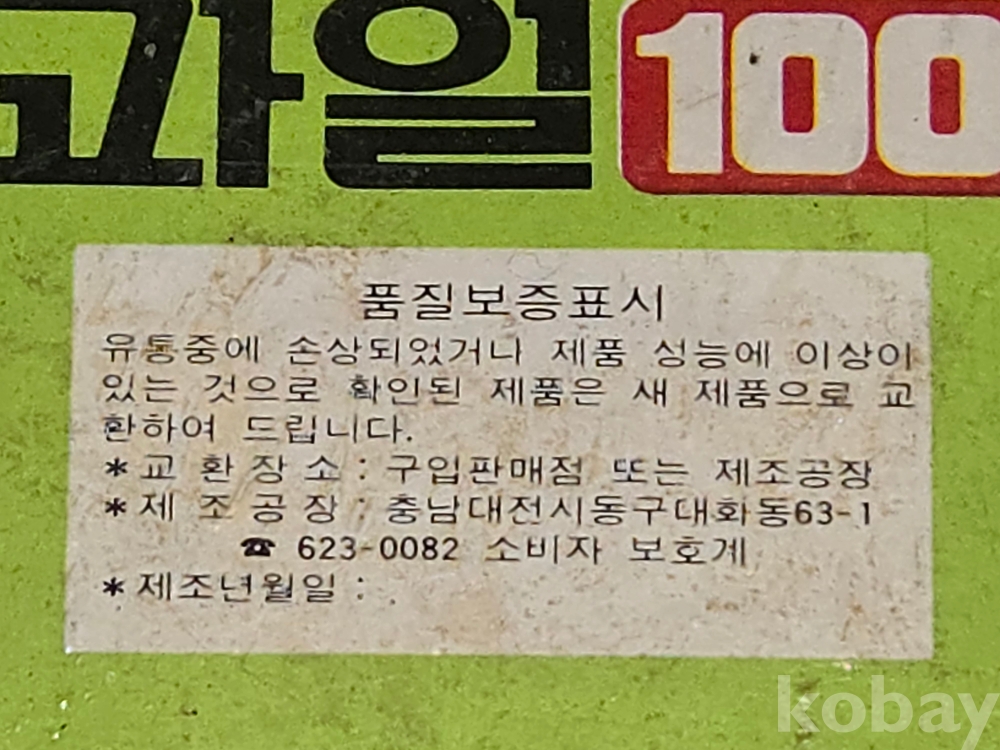 과일 100
품질보증표시
유통중에 손상되었거나 제품 성능에 이상이
있는 것으로 확인된 제품은 새 제품으로 교
환하여 드립니다.
* 교 환 장 소 : 구입판매점 또는 제조공장
* 제 조 공 장 : 충남대전시동구대화동63-1
☎ 623-0082 소비자 보호계
* 제조년월일 :
kobay